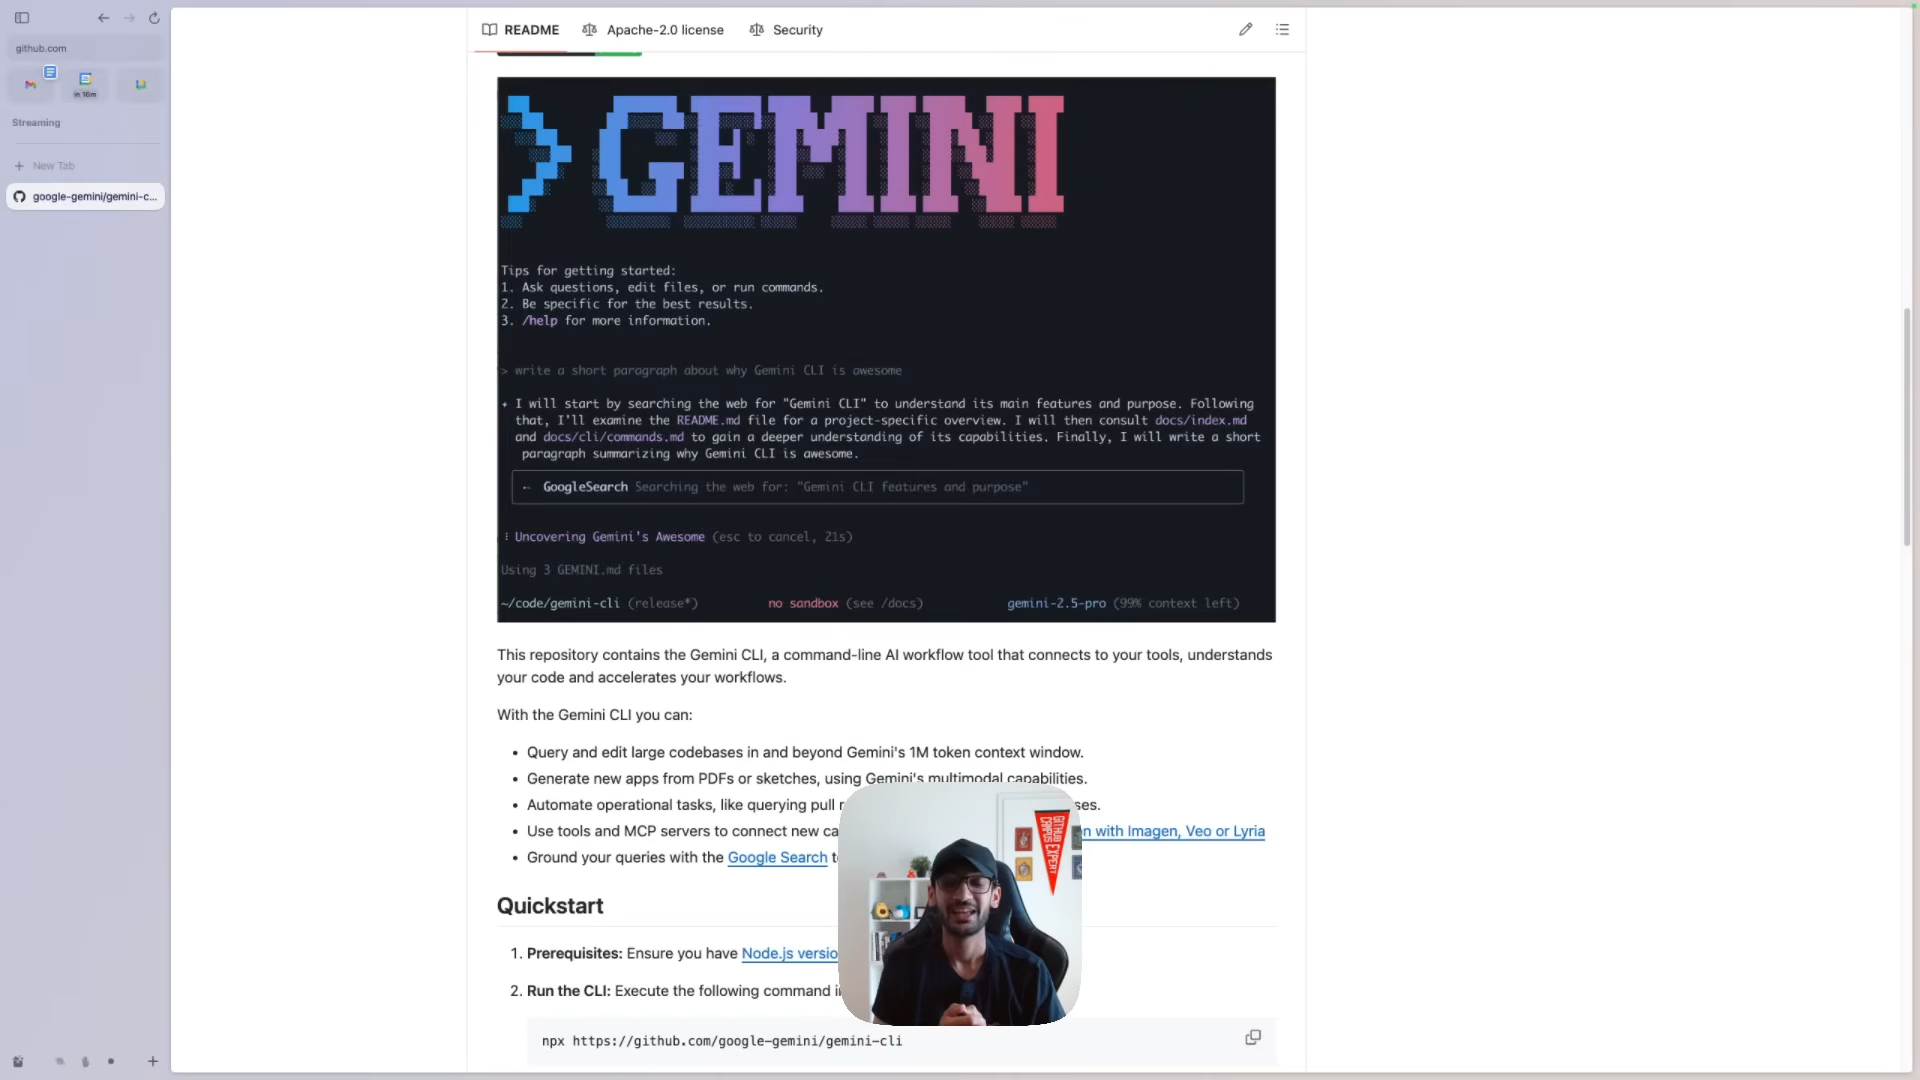 github.com
in 16m
Streaming
New Tab
google-gemini/gemini-c...
README
Apache-2.0 license
Security
>GEMINI
Tips for getting started:
1. Ask questions, edit files, or run commands.
2. Be specific for the best results.
3. /help for more information.
> write a short paragraph about why Gemini CLI is awesome
✦ I will start by searching the web for "Gemini CLI" to understand its main features and purpose. Following
that, I'll examine the README.md file for a project-specific overview. I will then consult docs/index.md
and docs/cli/commands.md to gain a deeper understanding of its capabilities. Finally, I will write a short
paragraph summarizing why Gemini CLI is awesome.
← GoogleSearch Searching the web for: "Gemini CLI features and purpose"
Uncovering Gemini's Awesome (esc to cancel, 21s)
Using 3 GEMINI.md files
~/code/gemini-cli (release*) no sandbox (see /docs) gemini-2.5-pro (99% context left)
This repository contains the Gemini CLI, a command-line AI workflow tool that connects to your tools, understands
your code and accelerates your workflows.
With the Gemini CLI you can:
• Query and edit large codebases in and beyond Gemini's 1M token context window.
• Generate new apps from PDFs or sketches, using Gemini's multimodal capabilities.
• Automate operational tasks, like querying pull
• Use tools and MCP servers to connect new with Imagen, Veo or Lyria
• Ground your queries with the Google Search
GITHUB
CAMPUS EXPERT
Quickstart
1. Prerequisites: Ensure you have Node.js
2. Run the CLI: Execute the following command
npx https://github.com/google-gemini/gemini-cli